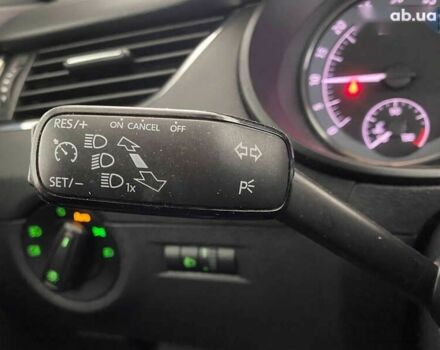 ab.ua
RES/+ ON CANCEL OFF
SET/- 1x
P